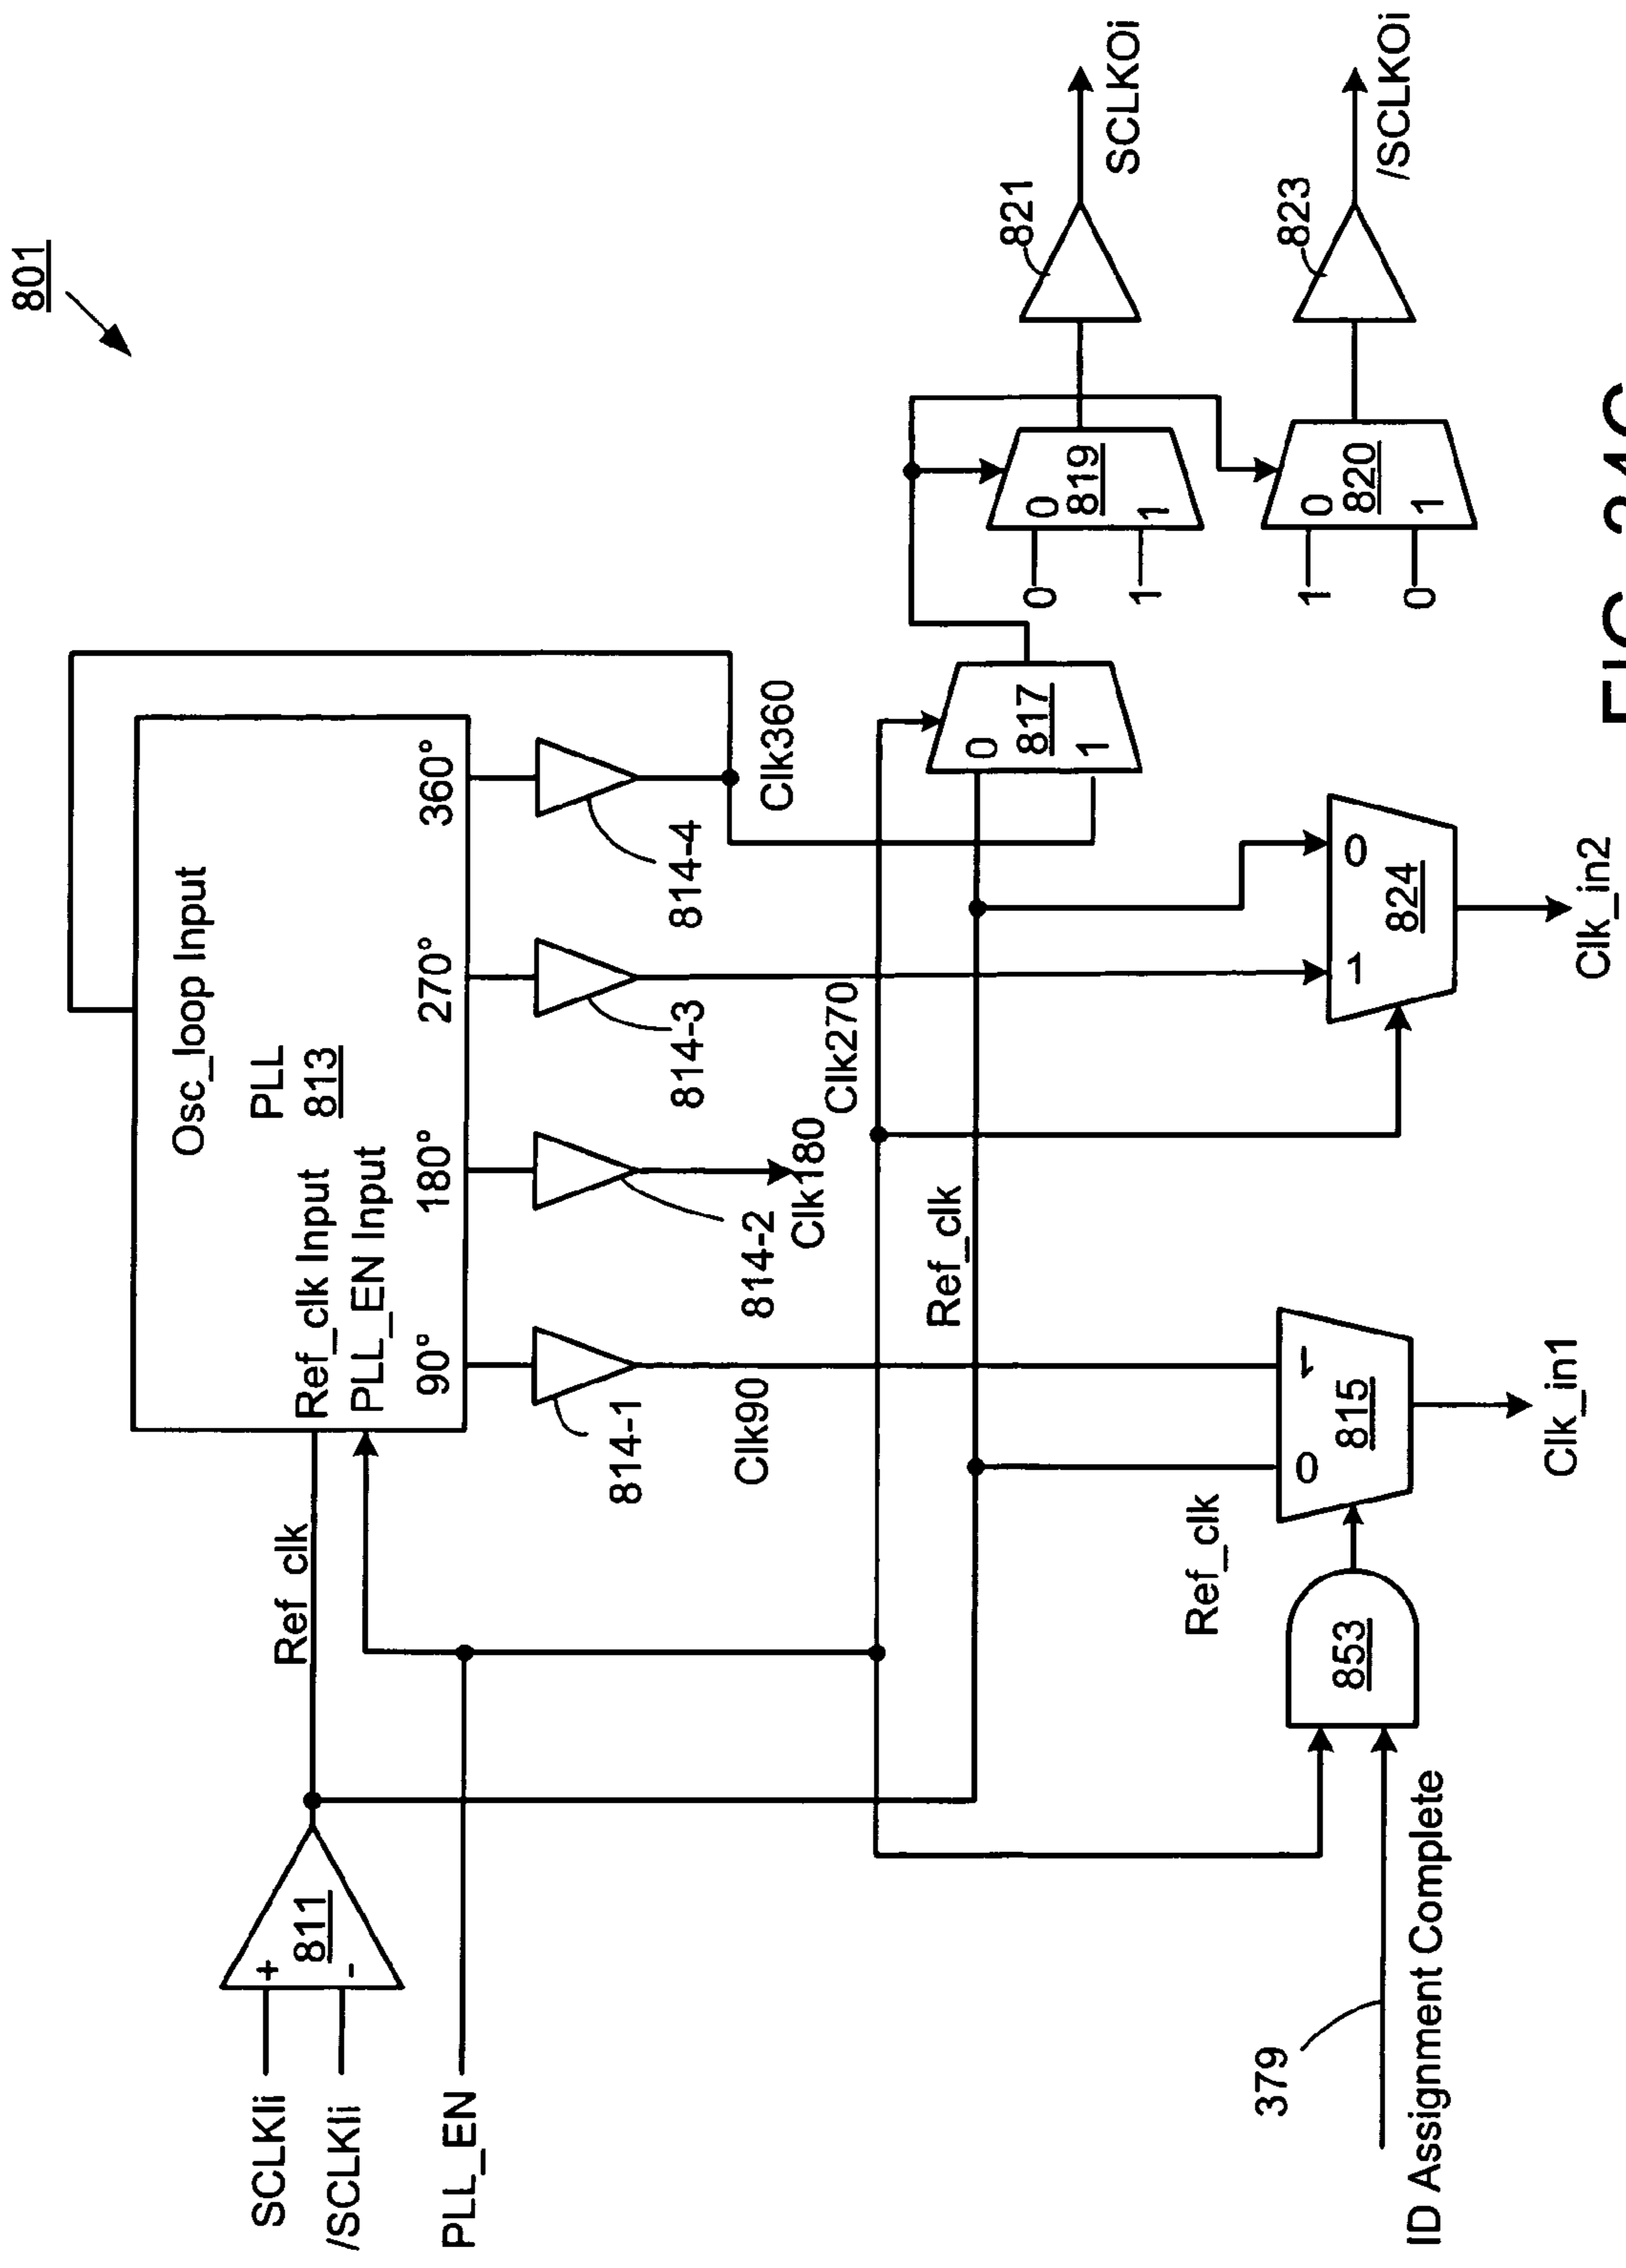 801
Osc_loop Input
PLL
813
Ref_clk Input
PLL_EN Input
90°
180°
270°
360°
SCLKIi
/SCLKIi
PLL_EN
+
-
811
Ref_clk
814-1
814-2
814-3
814-4
Clk90
Clk180
Clk270
Clk360
Ref_clk
Ref_clk
0
817
1
0
1
0
819
1
1
0
0
820
1
821
823
SCLKOi
/SCLKOi
379
ID Assignment Complete
853
0
815
1
Clk_in1
1
824
0
Clk_in2